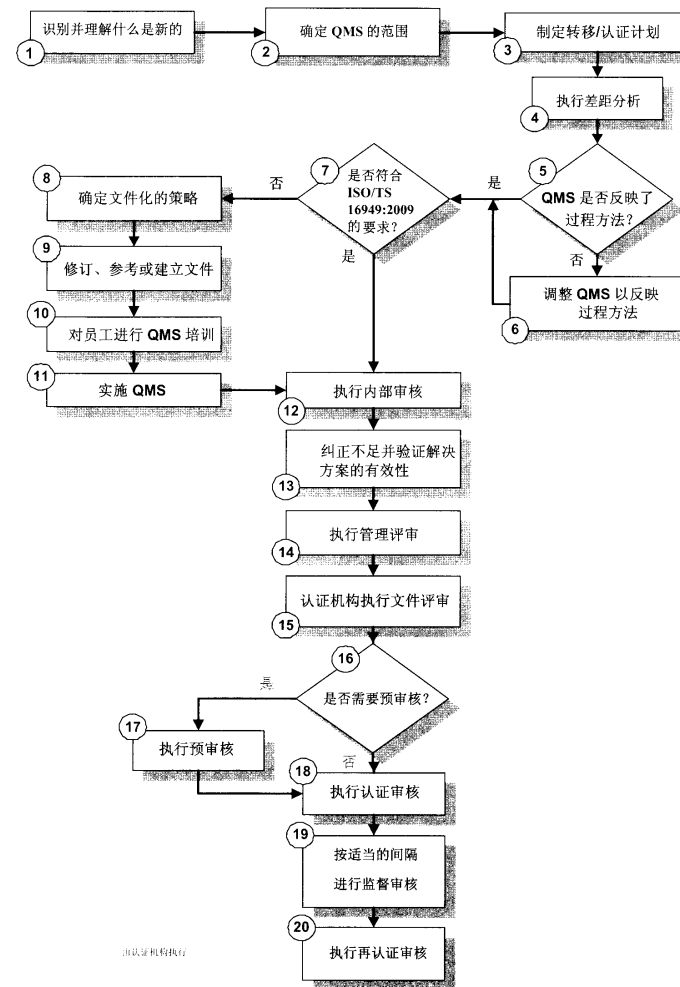 识别并理解什么是新的
1
确定 QMS 的范围
2
制定转移/认证计划
3
执行差距分析
4
5
QMS 是否反映了
过程方法？
是
否
调整 QMS 以反映
过程方法
6
7
是否符合
ISO/TS
16949:2009
的要求？
否
是
8
确定文件化的策略
9
修订、参考或建立文件
10
对员工进行 QMS 培训
11
实施 QMS
执行内部审核
12
纠正不足并验证解决
方案的有效性
13
执行管理评审
14
认证机构执行文件评审
15
16
是否需要预审核？
是
否
17
执行预审核
18
执行认证审核
19
按适当的间隔
进行监督审核
20
执行再认证审核
由认证机构执行